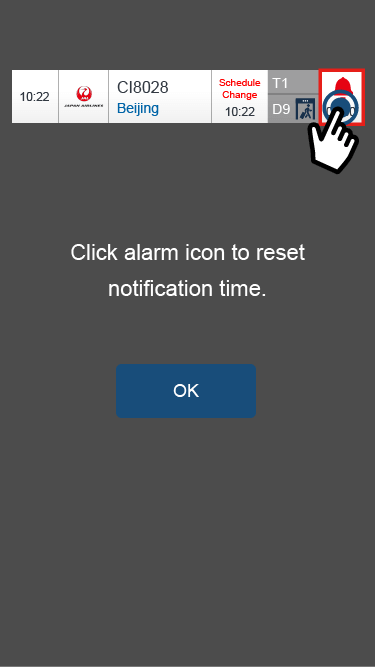 10:22
JAPAN AIRLINES
CI8028
Beijing
Schedule
Change
10:22
T1
D9
Click alarm icon to reset
notification time.
OK